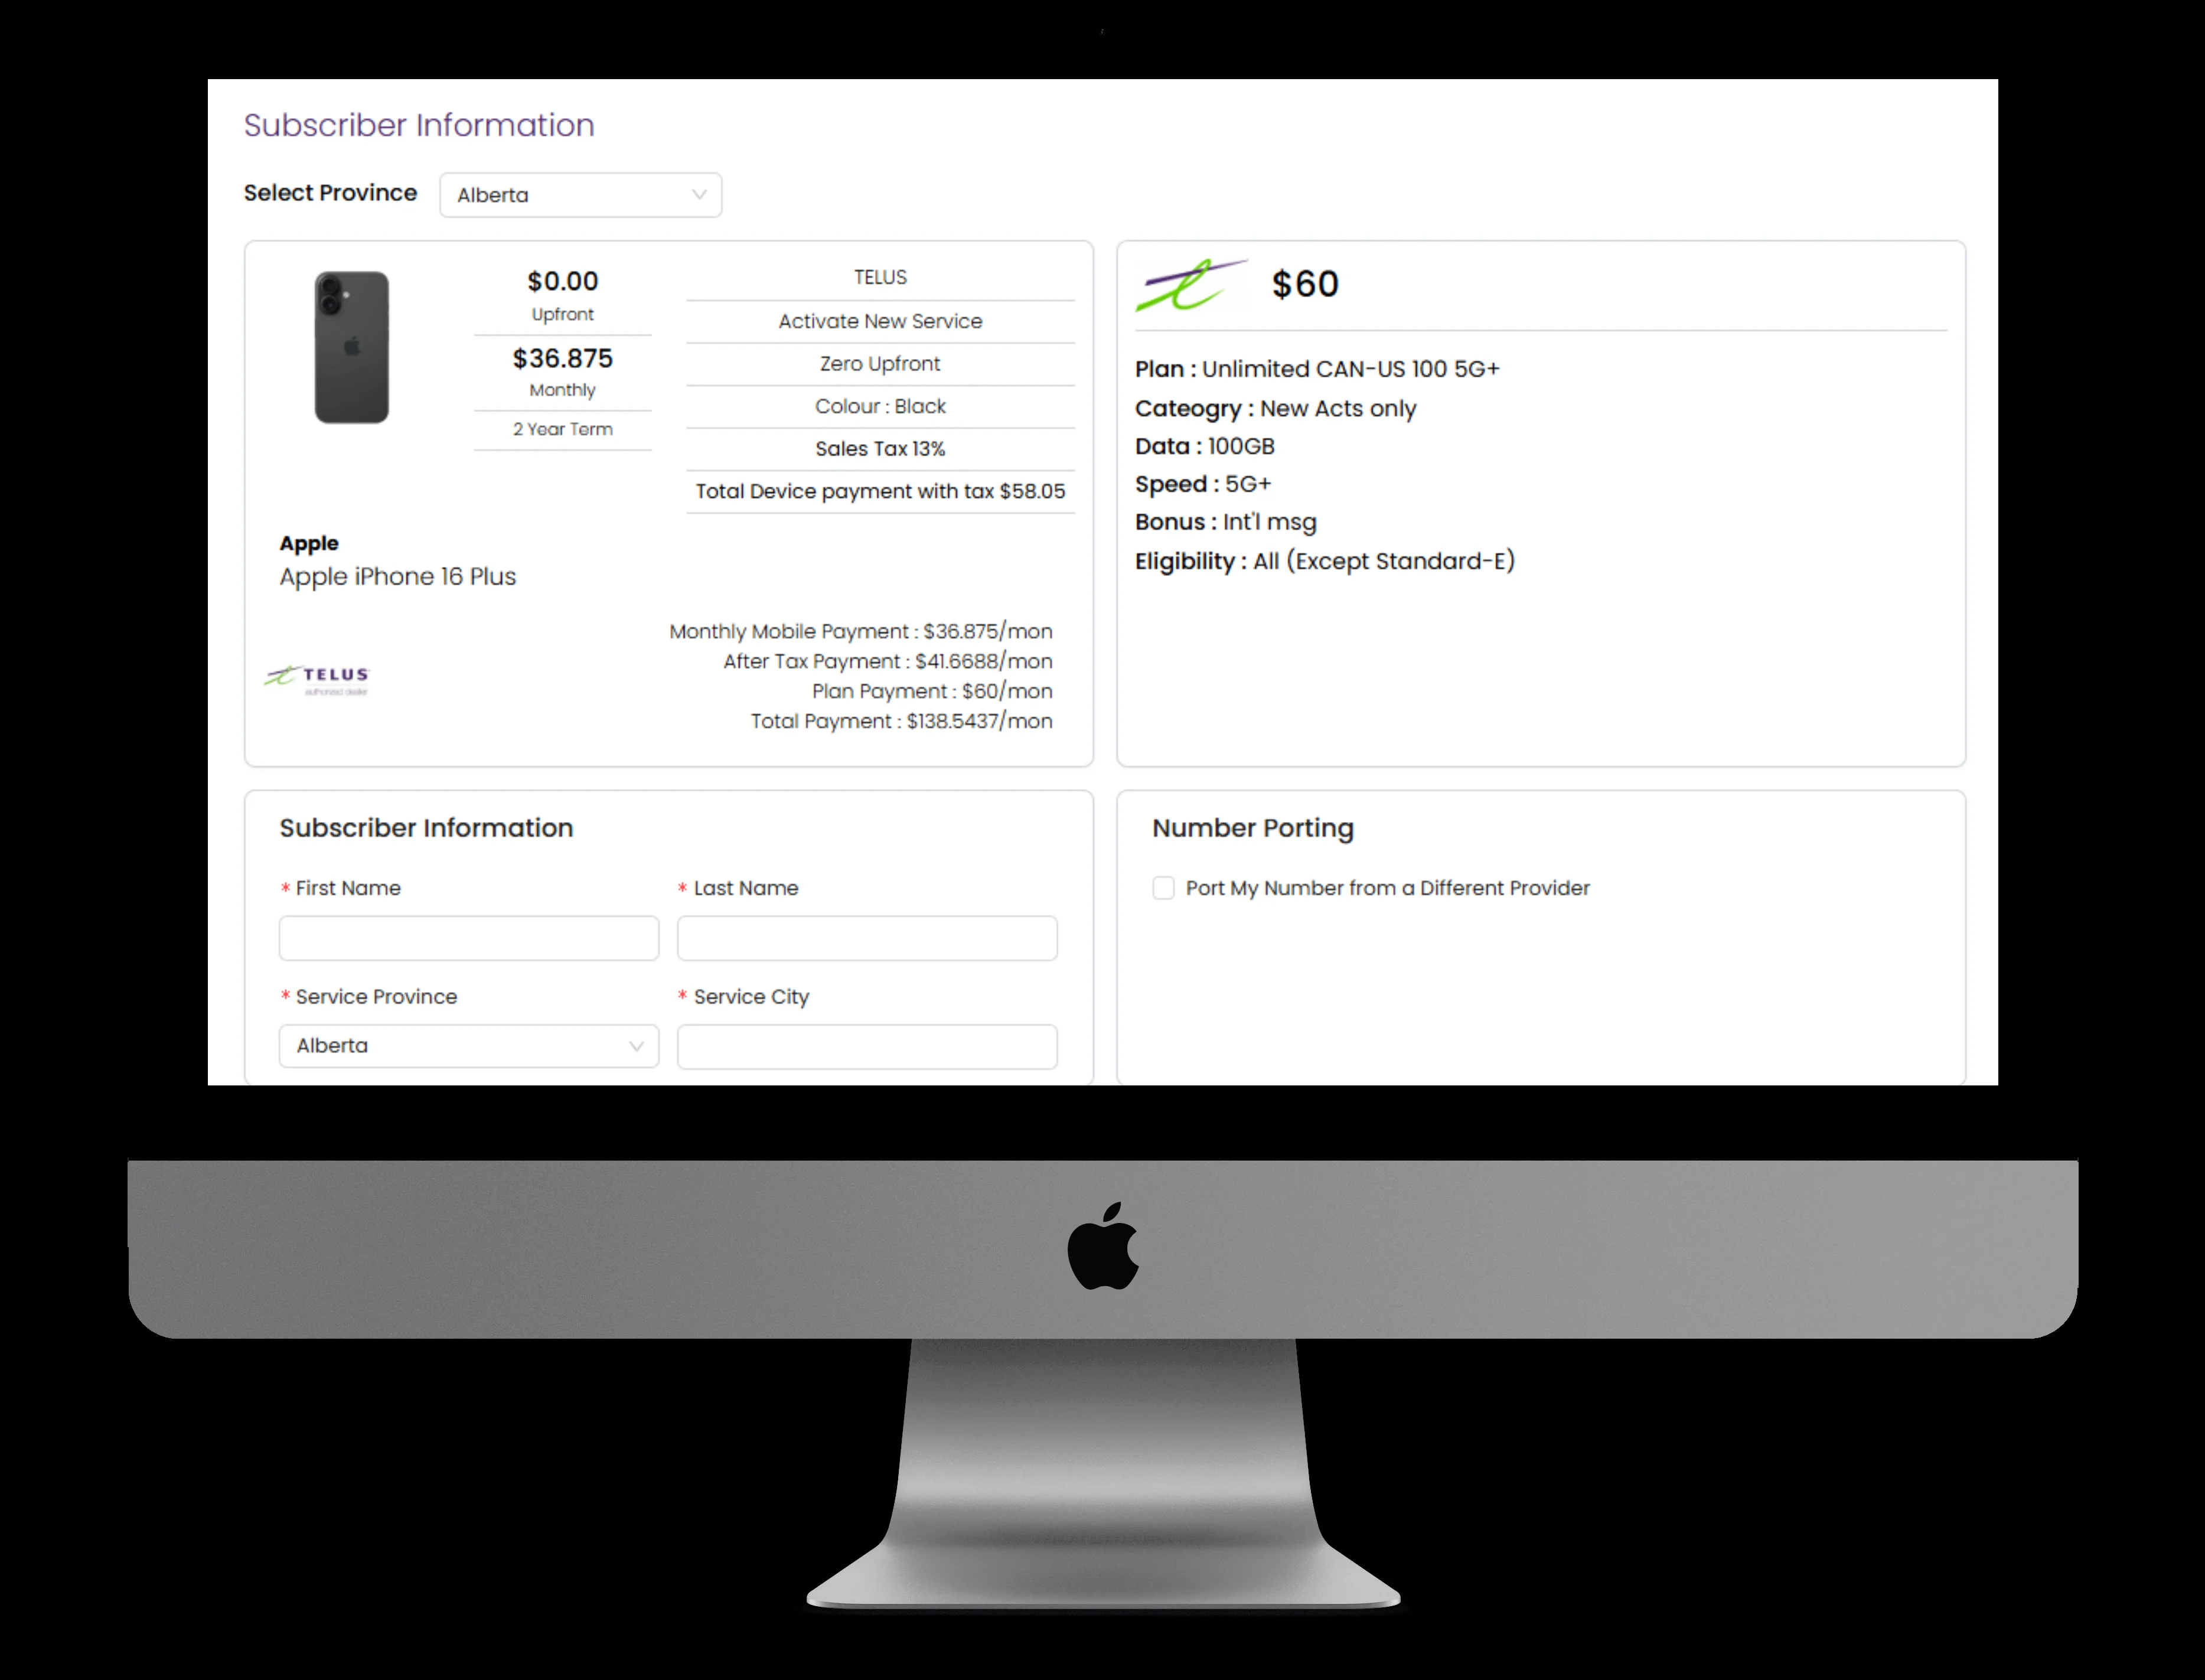 Subscriber Information
Select Province
Alberta
$0.00
Upfront
$36.875
Monthly
2 Year Term
TELUS
Activate New Service
Zero Upfront
Colour : Black
Sales Tax 13%
Total Device payment with tax $58.05
Apple
Apple iPhone 16 Plus
TELUS
authorized dealer
Monthly Mobile Payment : $36.875/mon
After Tax Payment : $41.6688/mon
Plan Payment : $60/mon
Total Payment : $138.5437/mon
$60
Plan : Unlimited CAN-US 100 5G+
Cateogry : New Acts only
Data : 100GB
Speed : 5G+
Bonus : Int'l msg
Eligibility : All (Except Standard-E)
Subscriber Information
* First Name
* Last Name
* Service Province
* Service City
Alberta
Number Porting
Port My Number from a Different Provider